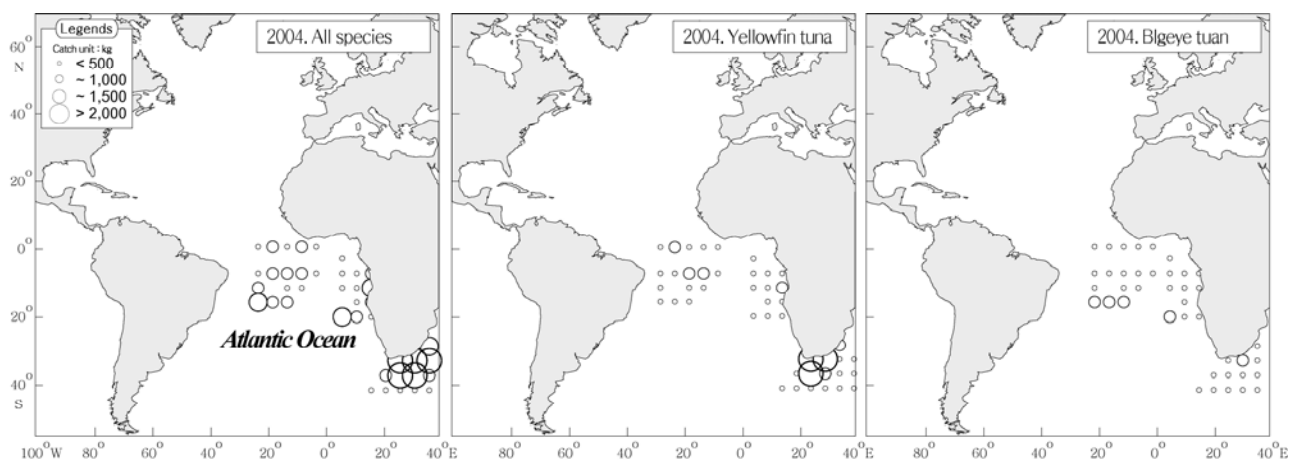 Legends
Catch unit : kg
< 500
~ 1,000
~ 1,500
> 2,000
2004. All species
2004. Yellowfin tuna
2004. BIgeye tuan
60°
N
40°
20°
0°
20°
40°
S
Atlantic Ocean
100°W 80° 60° 40° 20° 0° 20° 40°E
80° 60° 40° 20° 0° 20° 40°E
80° 60° 40° 20° 0° 20° 40°E